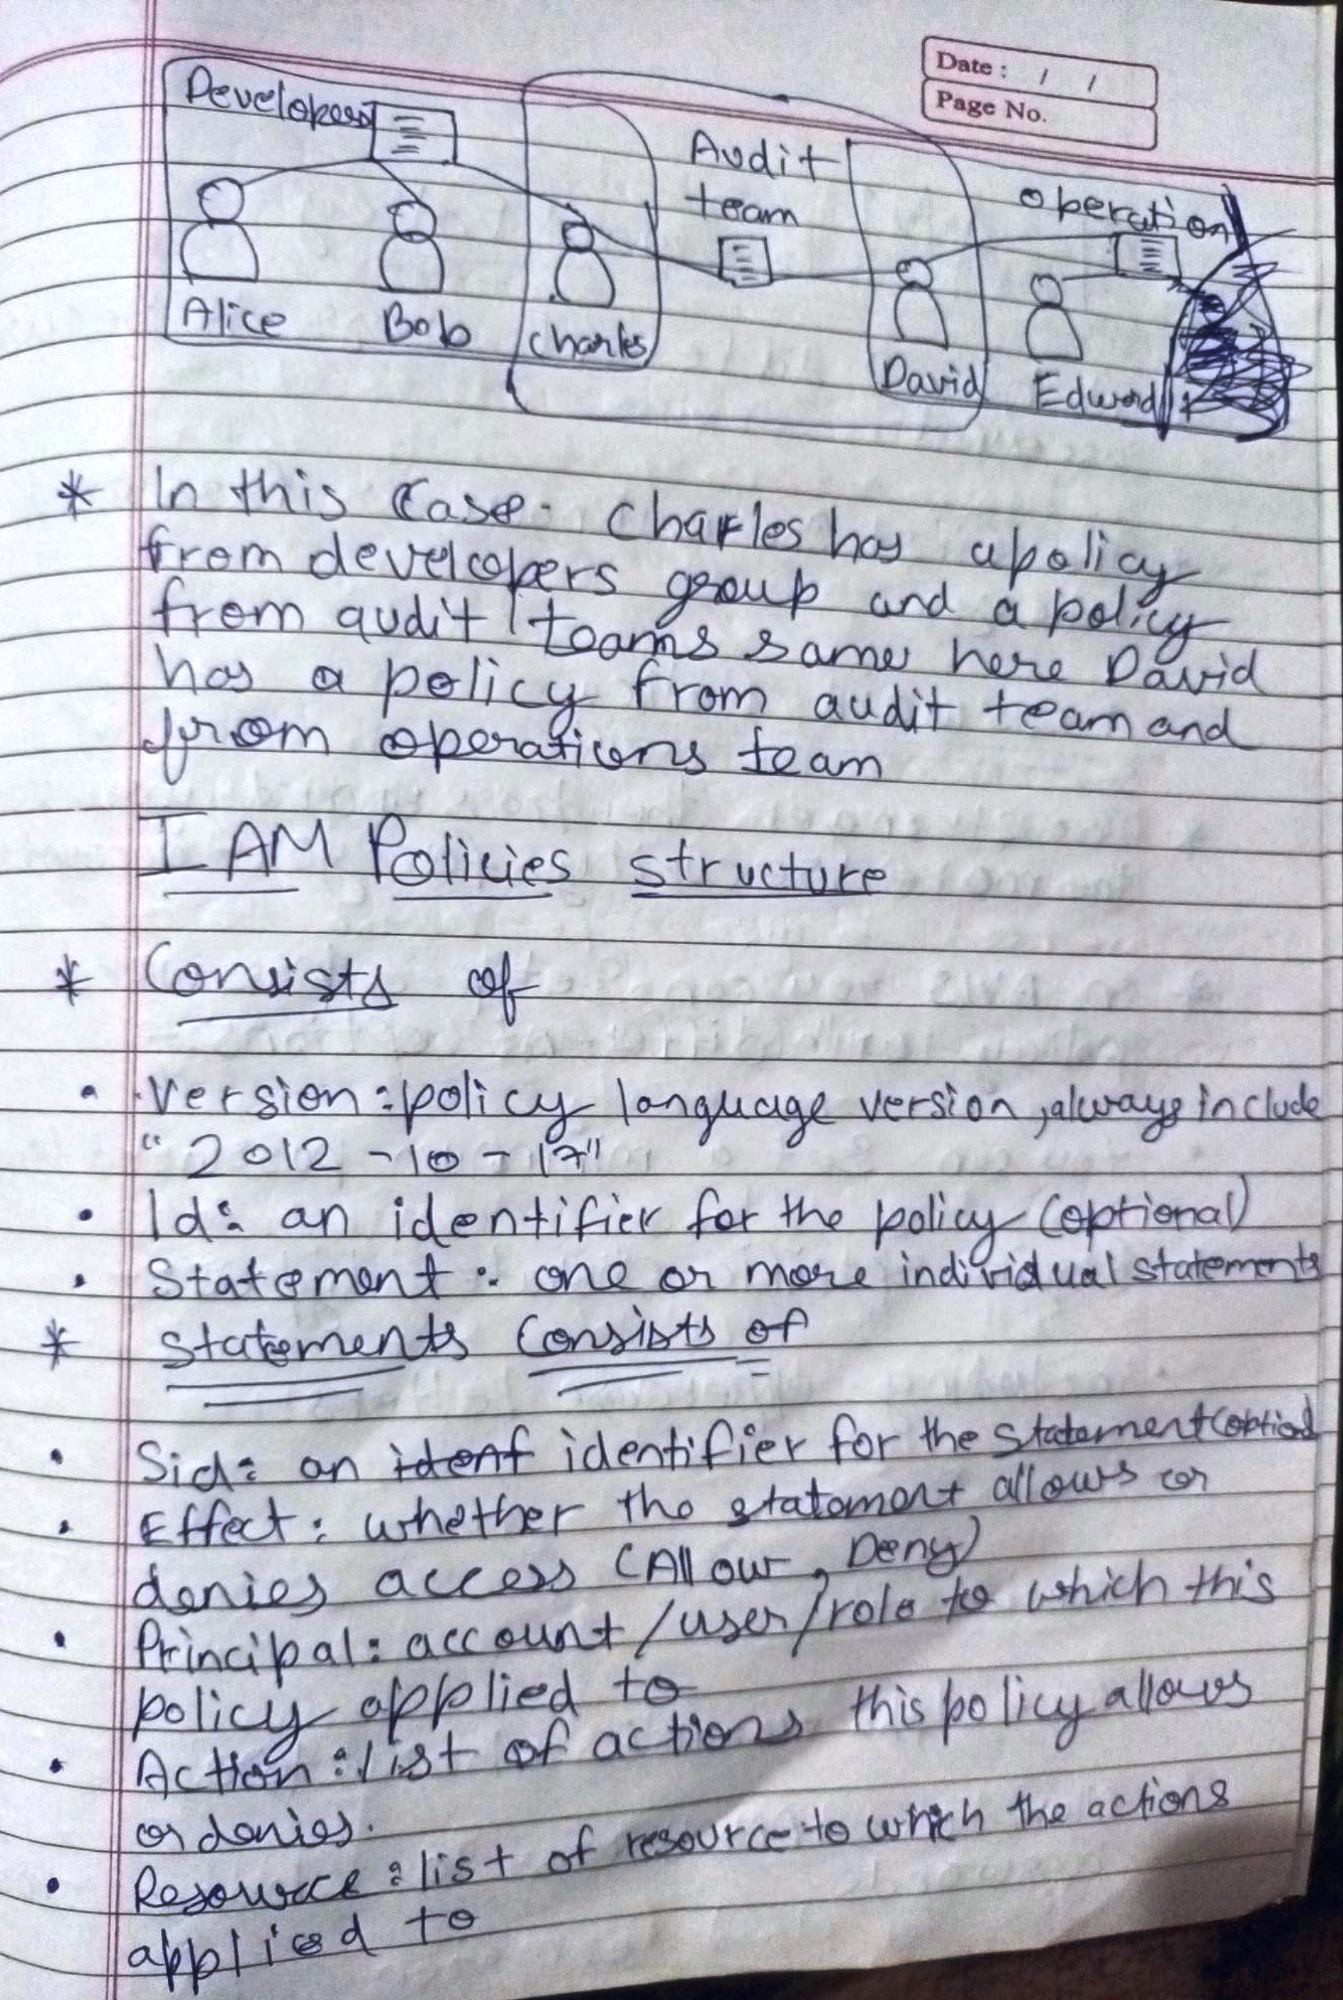 Date : / /
Page No.
Developers
Audit
team
operation
Alice
Bob
Charles
David
Edward
* In this Case. Charles has a policy
from developers group and a policy
from audit teams same here David
has a policy from audit team and
from operations team
IAM Policies structure
* Consists of
• Version : policy language version, always include
"2012-10-17"
• Id : an identifier for the policy (optional)
• Statement : one or more individual statements
* Statements Consists of
• Sid : an identifier for the statement (optional
• Effect : whether the statement allows or
denies access (Allow, Deny)
• Principal : account/user/role to which this
policy applied to
• Action : list of actions this policy allows
or denies.
• Resource : list of resource to which the actions
applied to